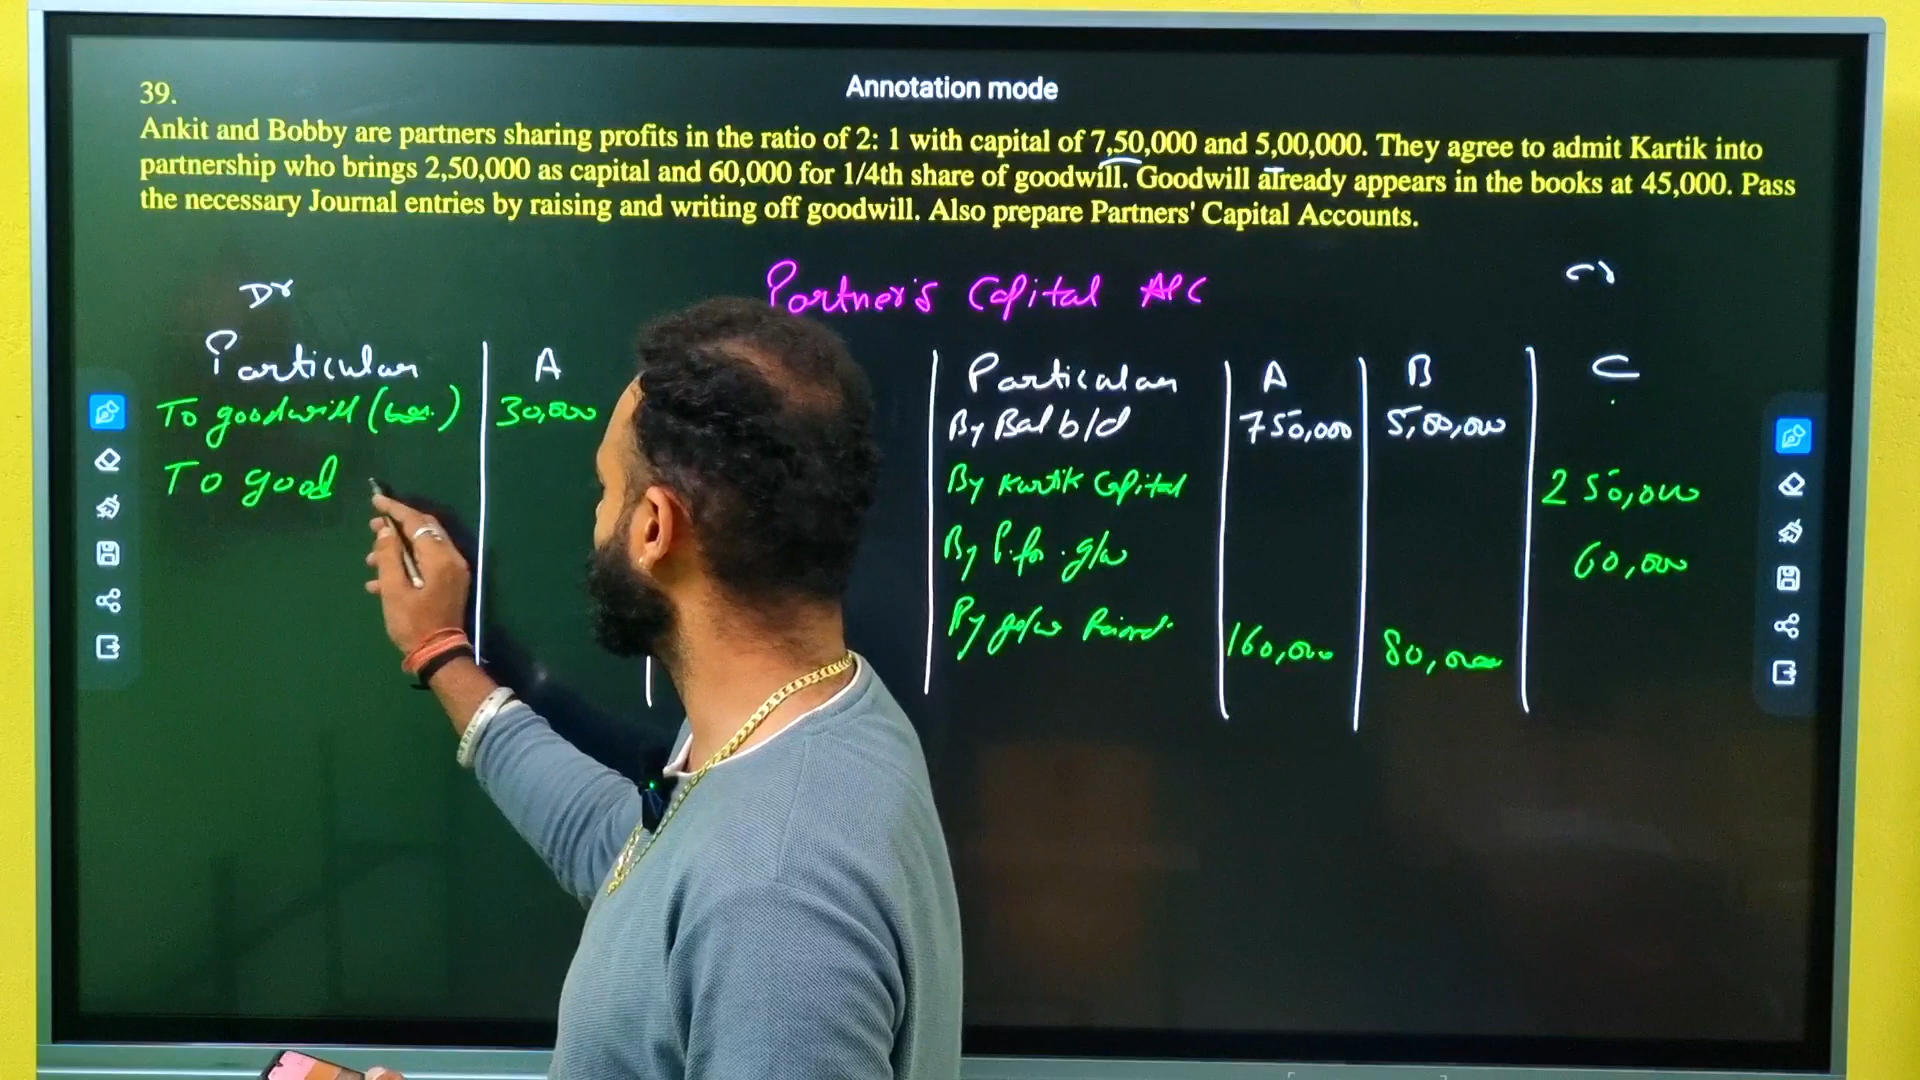 Annotation mode
39.
Ankit and Bobby are partners sharing profits in the ratio of 2: 1 with capital of 7,50,000 and 5,00,000. They agree to admit Kartik into
partnership who brings 2,50,000 as capital and 60,000 for 1/4th share of goodwill. Goodwill already appears in the books at 45,000. Pass
the necessary Journal entries by raising and writing off goodwill. Also prepare Partners' Capital Accounts.
Dr
Partner's Capital A/C
Particular A
Particular A B C
To goodwill 30,000
By Bal b/d 750,000 5,00,000
To good
By Kartik Capital 250,000
By P. for g/w 60,000
By g/w 160,000 80,000